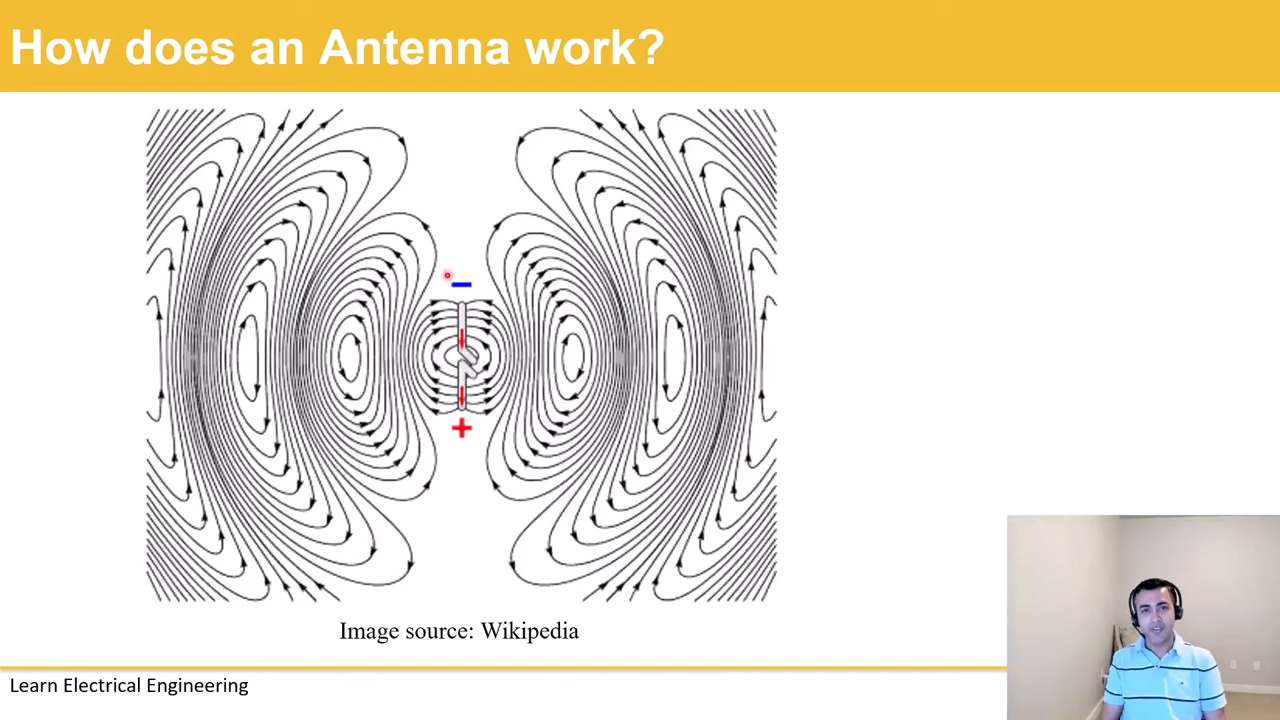 How does an Antenna work?
−
+
Image source: Wikipedia
Learn Electrical Engineering